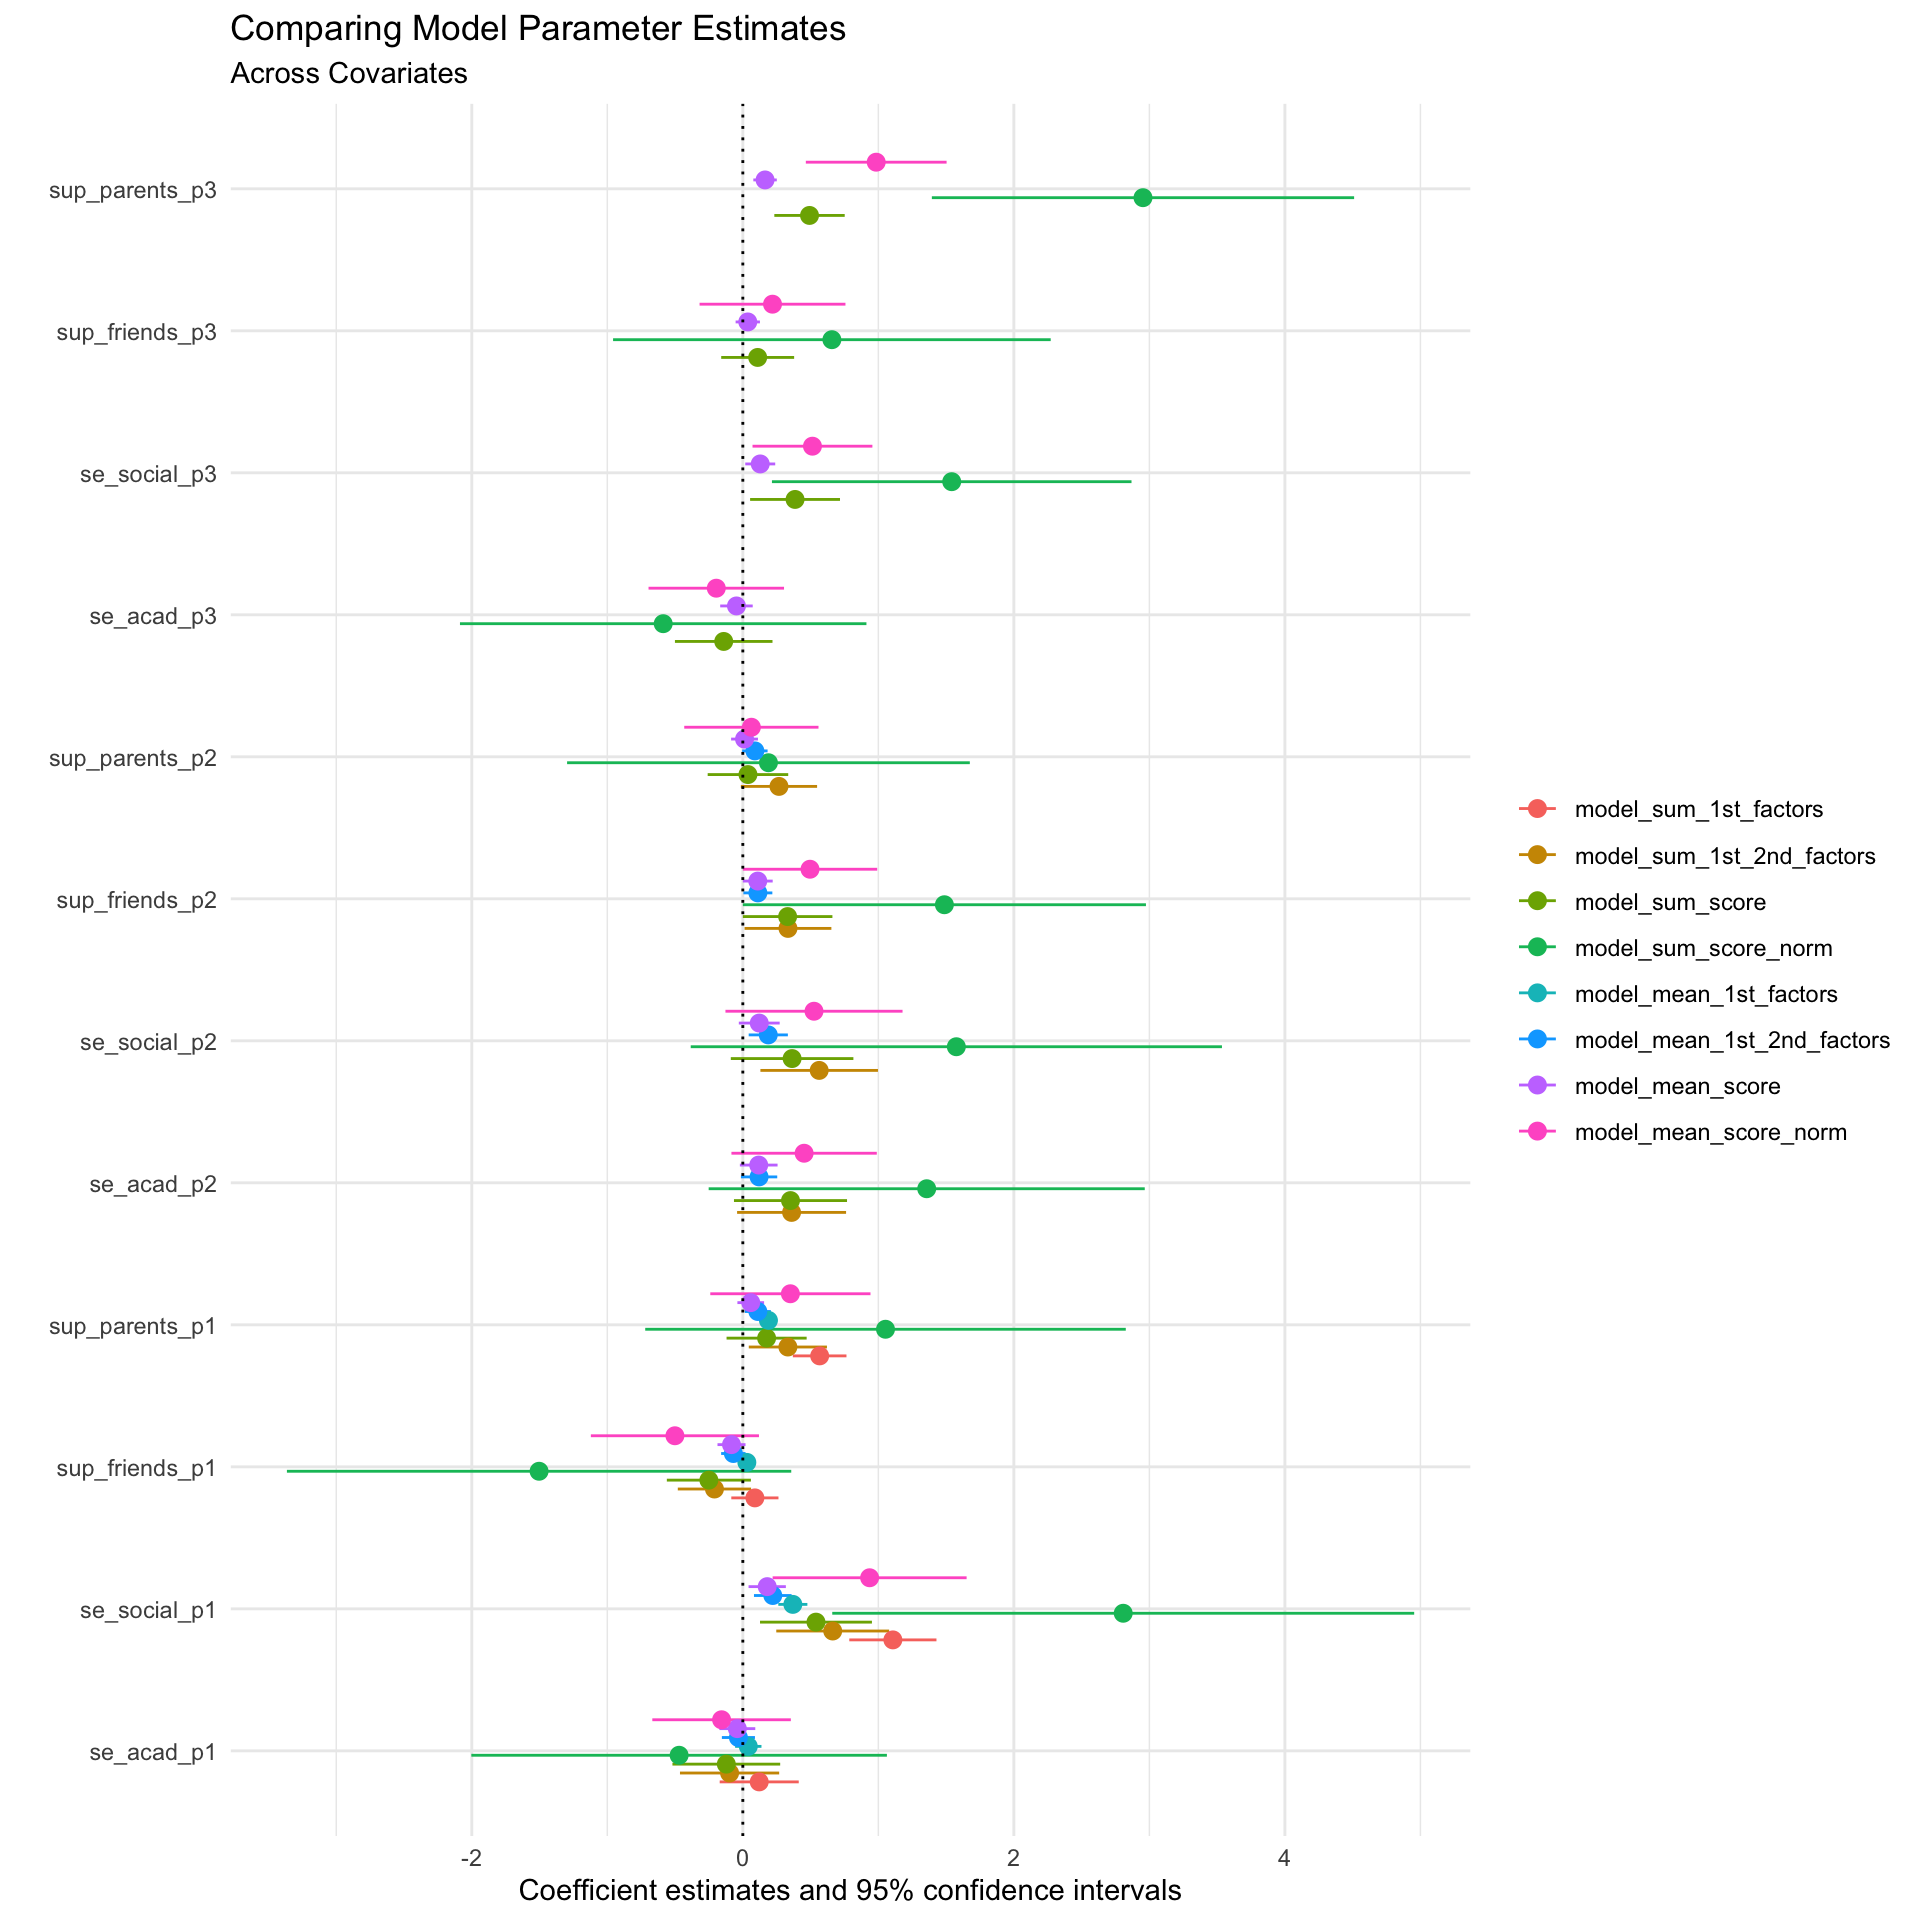 Comparing Model Parameter Estimates
Across Covariates
sup_parents_p3
sup_friends_p3
se_social_p3
se_acad_p3
sup_parents_p2
sup_friends_p2
se_social_p2
se_acad_p2
sup_parents_p1
sup_friends_p1
se_social_p1
se_acad_p1
-2 0 2 4
Coefficient estimates and 95% confidence intervals
model_sum_1st_factors
model_sum_1st_2nd_factors
model_sum_score
model_sum_score_norm
model_mean_1st_factors
model_mean_1st_2nd_factors
model_mean_score
model_mean_score_norm